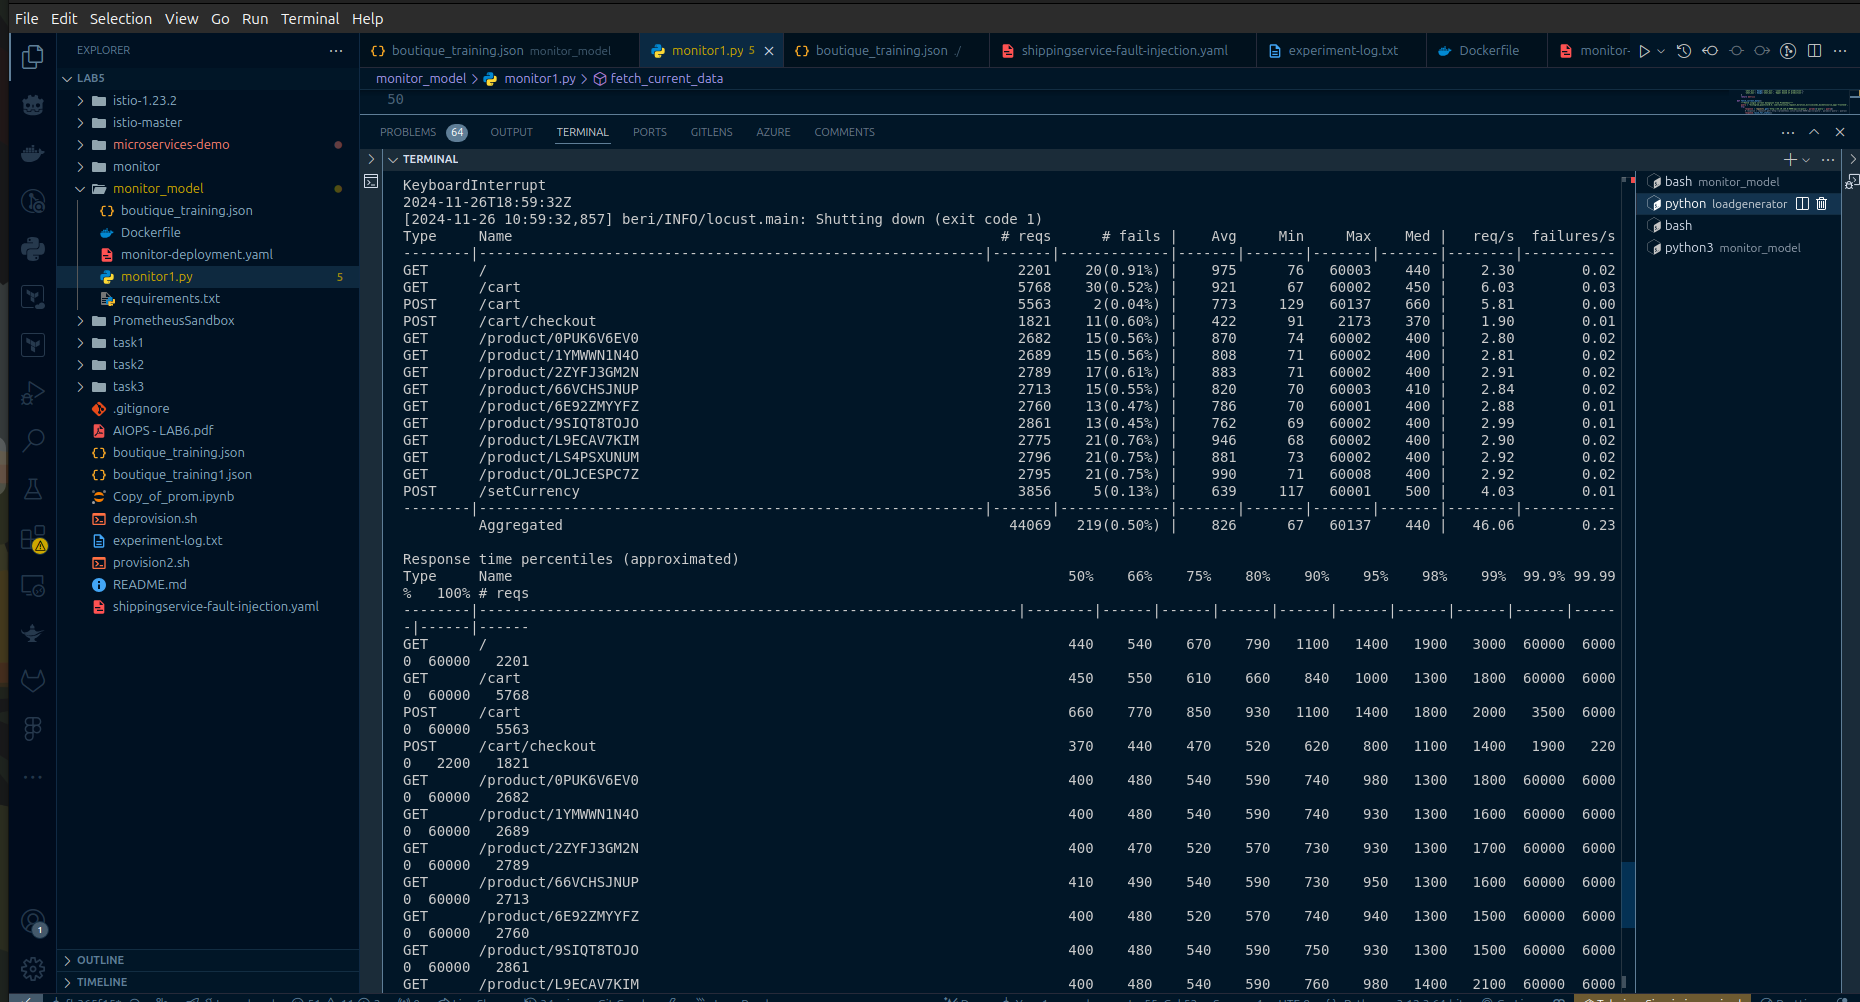 File Edit Selection View Go Run Terminal Help
EXPLORER
LAB5
istio-1.23.2
istio-master
microservices-demo
monitor
monitor_model
boutique_training.json
Dockerfile
monitor-deployment.yaml
monitor1.py 5
requirements.txt
PrometheusSandbox
task1
task2
task3
.gitignore
AIOPS - LAB6.pdf
boutique_training.json
boutique_training1.json
Copy_of_prom.ipynb
deprovision.sh
experiment-log.txt
provision2.sh
README.md
shippingservice-fault-injection.yaml
OUTLINE
TIMELINE
1
boutique_training.json monitor_model monitor1.py 5 boutique_training.json ./ shippingservice-fault-injection.yaml experiment-log.txt Dockerfile monitor-
monitor_model > monitor1.py > fetch_current_data
50
PROBLEMS 64 OUTPUT TERMINAL PORTS GITLENS AZURE COMMENTS
TERMINAL
KeyboardInterrupt
2024-11-26T18:59:32Z
[2024-11-26 10:59:32,857] beri/INFO/locust.main: Shutting down (exit code 1)
Type Name # reqs # fails | Avg Min Max Med | req/s failures/s
GET / 2201 20(0.91%) | 975 76 60003 440 | 2.30 0.02
GET /cart 5768 30(0.52%) | 921 67 60002 450 | 6.03 0.03
POST /cart 5563 2(0.04%) | 773 129 60137 660 | 5.81 0.00
POST /cart/checkout 1821 11(0.60%) | 422 91 2173 370 | 1.90 0.01
GET /product/0PUK6V6EV0 2682 15(0.56%) | 870 74 60002 400 | 2.80 0.02
GET /product/1YMWWN1N4O 2689 15(0.56%) | 808 71 60002 400 | 2.81 0.02
GET /product/2ZYFJ3GM2N 2789 17(0.61%) | 883 71 60002 400 | 2.91 0.02
GET /product/66VCHSJNUP 2713 15(0.55%) | 820 70 60003 410 | 2.84 0.02
GET /product/6E92ZMYYFZ 2760 13(0.47%) | 786 70 60001 400 | 2.88 0.01
GET /product/9SIQT8TOJO 2861 13(0.45%) | 762 69 60002 400 | 2.99 0.01
GET /product/L9ECAV7KIM 2775 21(0.76%) | 946 68 60002 400 | 2.90 0.02
GET /product/LS4PSXUNUM 2796 21(0.75%) | 881 73 60002 400 | 2.92 0.02
GET /product/OLJCESPC7Z 2795 21(0.75%) | 990 71 60008 400 | 2.92 0.02
POST /setCurrency 3856 5(0.13%) | 639 117 60001 500 | 4.03 0.01
Aggregated 44069 219(0.50%) | 826 67 60137 440 | 46.06 0.23
Response time percentiles (approximated)
Type Name 50% 66% 75% 80% 90% 95% 98% 99% 99.9% 99.99
% 100% # reqs
GET / 440 540 670 790 1100 1400 1900 3000 60000 6000
0 60000 2201
GET /cart 450 550 610 660 840 1000 1300 1800 60000 6000
0 60000 5768
POST /cart 660 770 850 930 1100 1400 1800 2000 3500 6000
0 60000 5563
POST /cart/checkout 370 440 470 520 620 800 1100 1400 1900 220
0 2200 1821
GET /product/0PUK6V6EV0 400 480 540 590 740 980 1300 1800 60000 6000
0 60000 2682
GET /product/1YMWWN1N4O 400 480 540 590 740 930 1300 1600 60000 6000
0 60000 2689
GET /product/2ZYFJ3GM2N 400 470 520 570 730 930 1300 1700 60000 6000
0 60000 2789
GET /product/66VCHSJNUP 410 490 540 590 730 950 1300 1600 60000 6000
0 60000 2713
GET /product/6E92ZMYYFZ 400 480 520 570 740 940 1300 1500 60000 6000
0 60000 2760
GET /product/9SIQT8TOJO 400 480 540 590 750 930 1300 1500 60000 6000
0 60000 2861
GET /product/L9ECAV7KIM 400 480 540 590 760 980 1400 2100 60000 6000
bash monitor_model
python loadgenerator
bash
python3 monitor_model